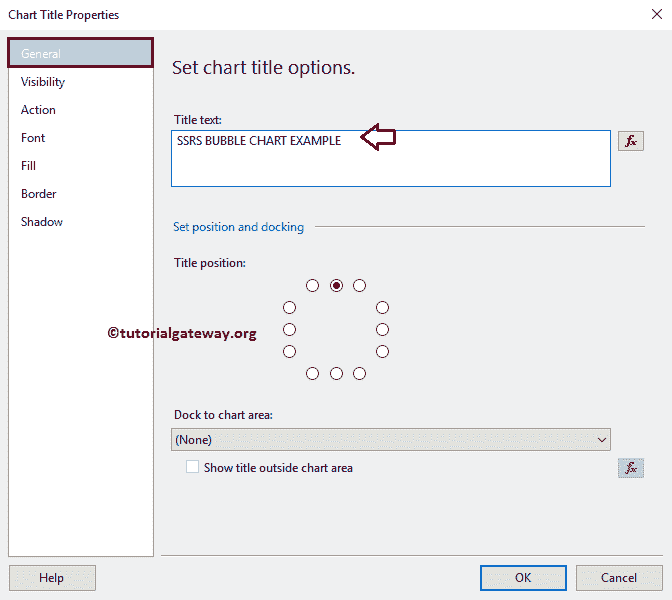 Chart Title Properties
General
Visibility
Action
Font
Fill
Border
Shadow
Set chart title options.
Title text:
SSRS BUBBLE CHART EXAMPLE
fx
Set position and docking
Title position:
©tutorialgateway.org
Dock to chart area:
(None)
Show title outside chart area
fx
Help
OK
Cancel